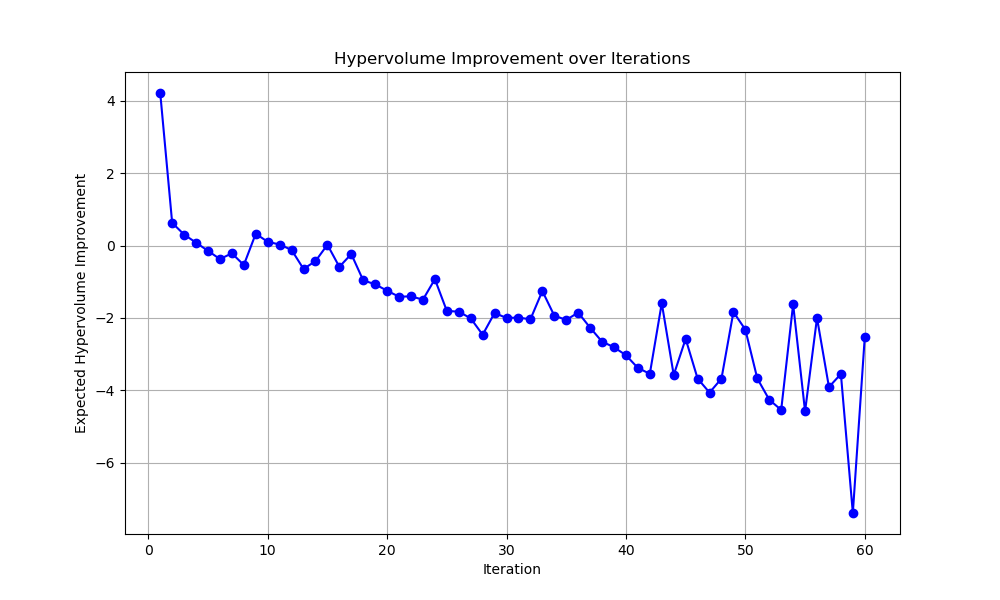 Hypervolume Improvement over Iterations
Expected Hypervolume Improvement
4
2
0
−2
−4
−6
0 10 20 30 40 50 60
Iteration